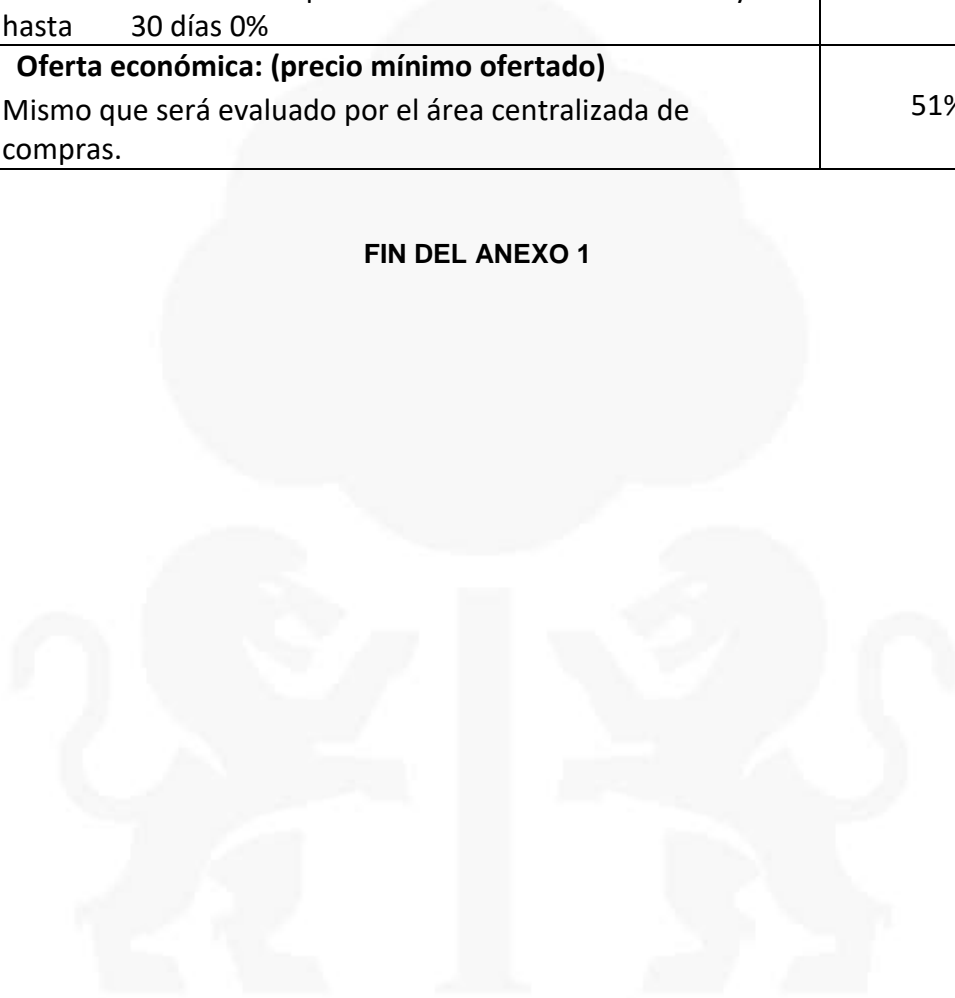 hasta 30 días 0%
Oferta económica: (precio mínimo ofertado)
Mismo que será evaluado por el área centralizada de
51%
compras.
FIN DEL ANEXO 1